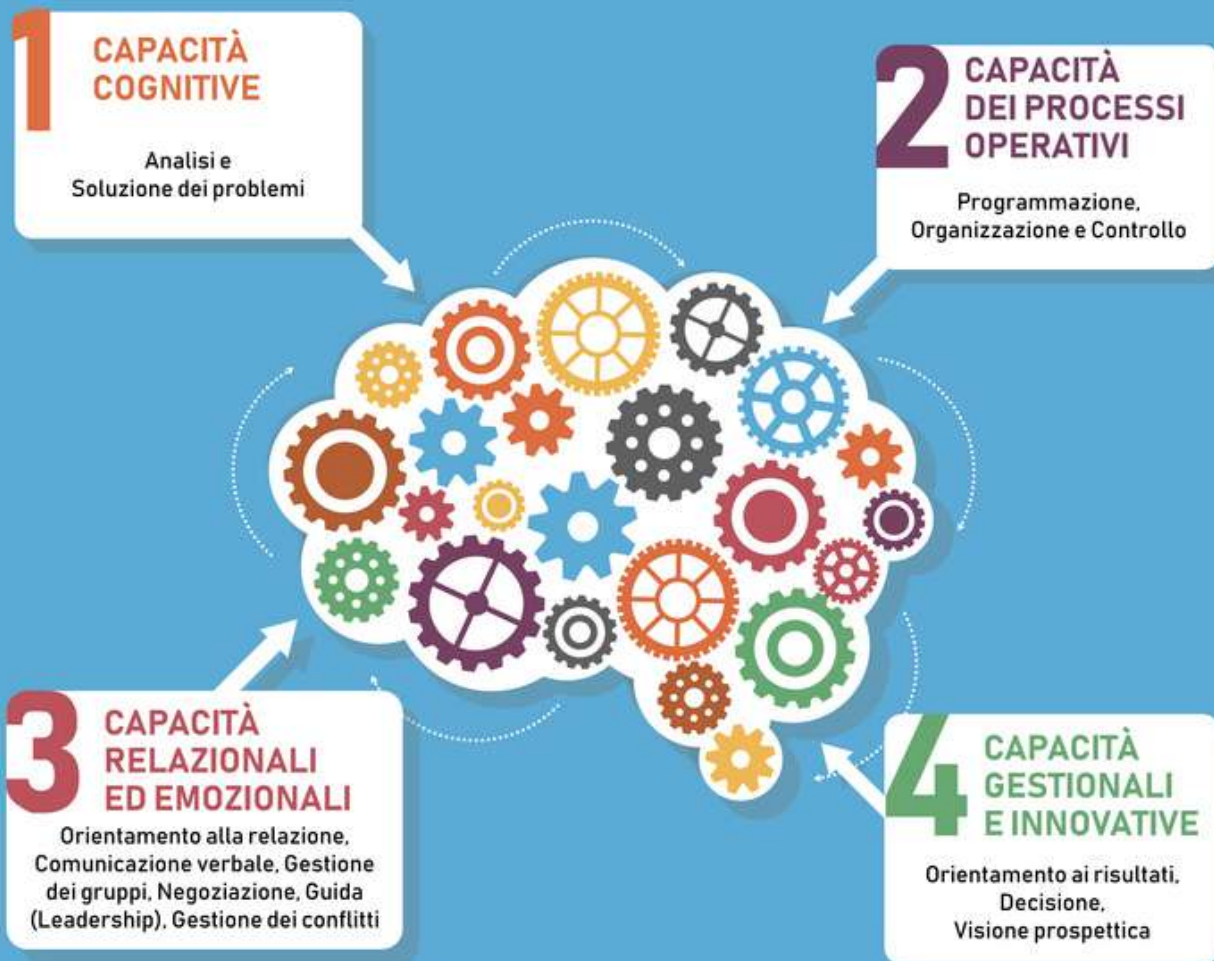 1
CAPACITÀ
COGNITIVE
Analisi e
Soluzione dei problemi
2
CAPACITÀ
DEI PROCESSI
OPERATIVI
Programmazione,
Organizzazione e Controllo
3
CAPACITÀ
RELAZIONALI
ED EMOZIONALI
Orientamento alla relazione,
Comunicazione verbale, Gestione
dei gruppi, Negoziazione, Guida
(Leadership), Gestione dei conflitti
4
CAPACITÀ
GESTIONALI
E INNOVATIVE
Orientamento ai risultati,
Decisione,
Visione prospettica